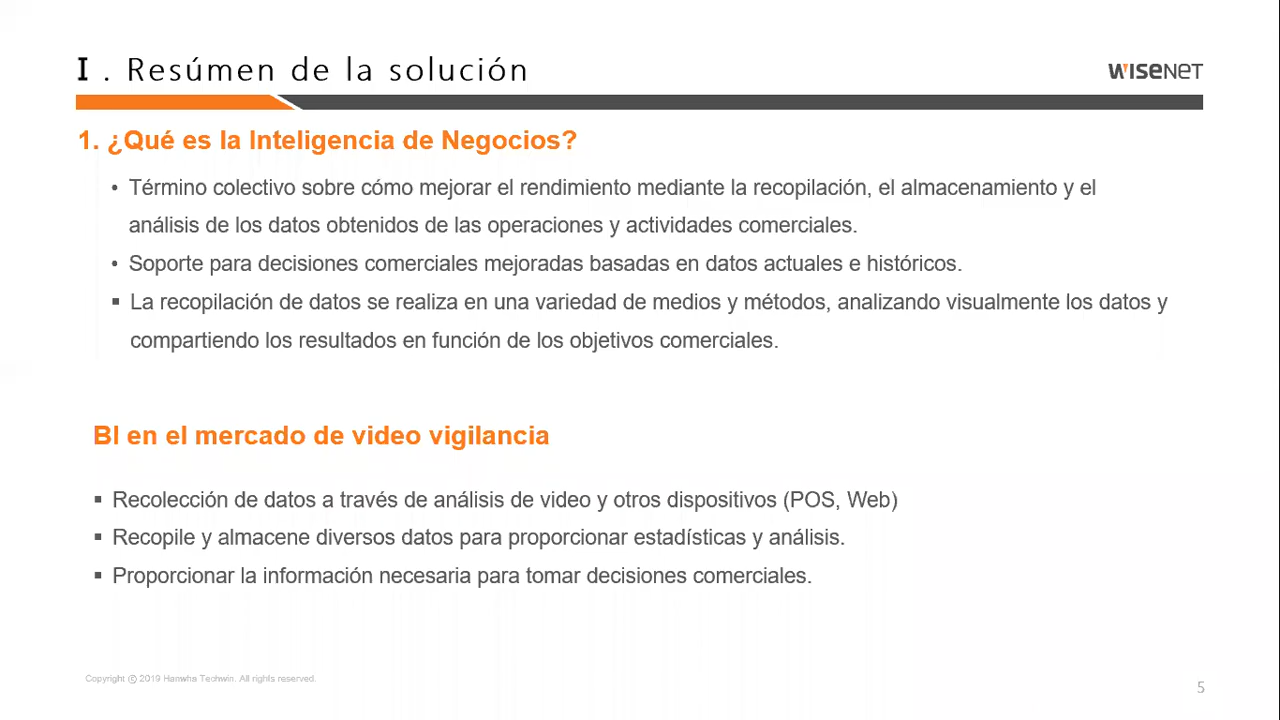 I . Resúmen de la solución
WISENET
1. ¿Qué es la Inteligencia de Negocios?
• Término colectivo sobre cómo mejorar el rendimiento mediante la recopilación, el almacenamiento y el
análisis de los datos obtenidos de las operaciones y actividades comerciales.
• Soporte para decisiones comerciales mejoradas basadas en datos actuales e históricos.
▪ La recopilación de datos se realiza en una variedad de medios y métodos, analizando visualmente los datos y
compartiendo los resultados en función de los objetivos comerciales.
BI en el mercado de video vigilancia
▪ Recolección de datos a través de análisis de video y otros dispositivos (POS, Web)
▪ Recopile y almacene diversos datos para proporcionar estadísticas y análisis.
▪ Proporcionar la información necesaria para tomar decisiones comerciales.
Copyright ⓒ 2019 Hanwha Techwin. All rights reserved.
5